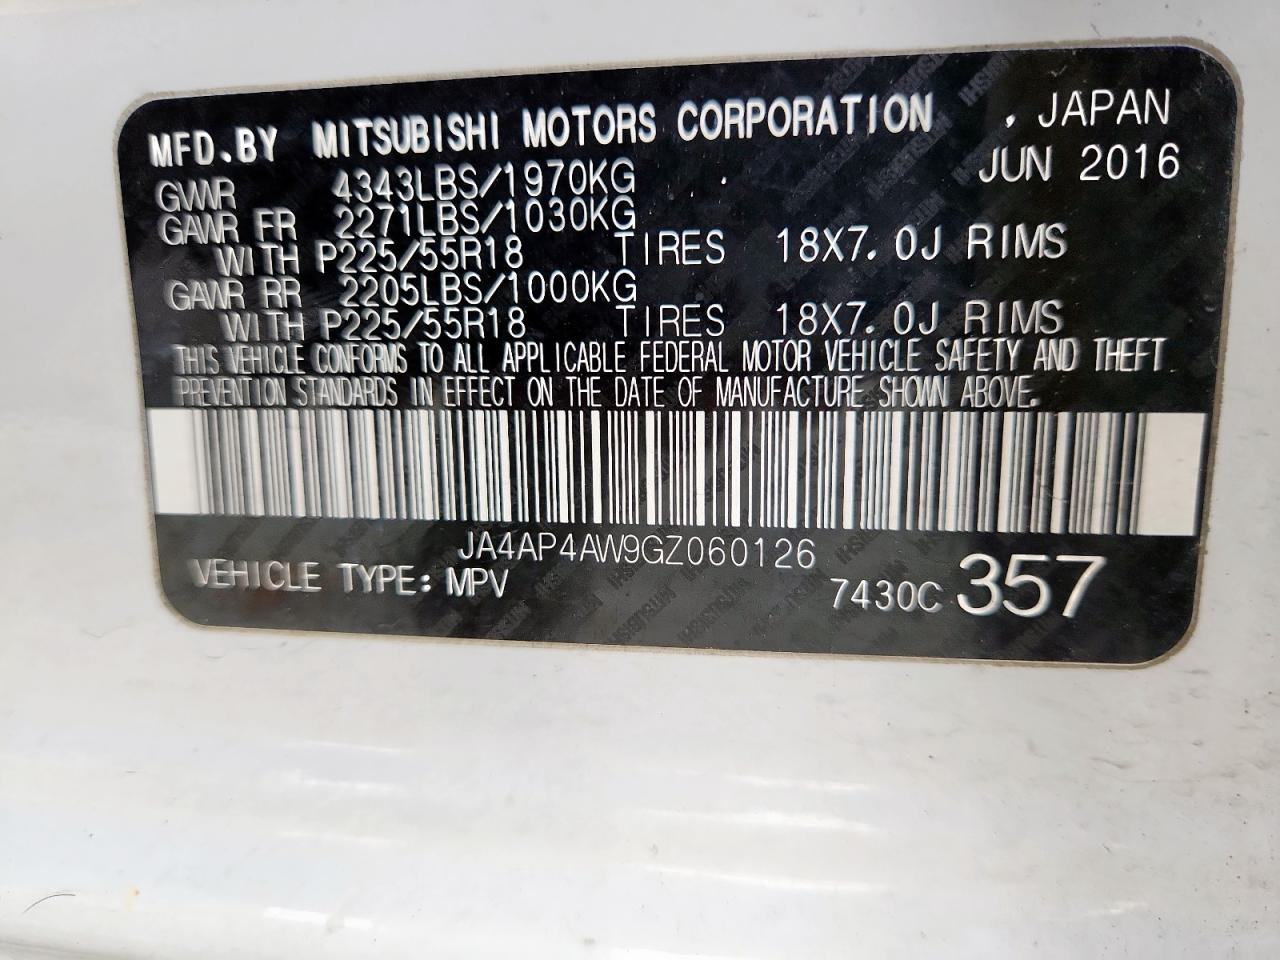 MFD.BY MITSUBISHI MOTORS CORPORATION , JAPAN
GVWR 4343LBS/1970KG JUN 2016
GAWR FR 2271LBS/1030KG
WITH P225/55R18 TIRES 18X7.0J RIMS
GAWR RR 2205LBS/1000KG
WITH P225/55R18 TIRES 18X7.0J RIMS
THIS VEHICLE CONFORMS TO ALL APPLICABLE FEDERAL MOTOR VEHICLE SAFETY AND THEFT
PREVENTION STANDARDS IN EFFECT ON THE DATE OF MANUFACTURE SHOWN ABOVE.
JA4AP4AW9GZ060126
VEHICLE TYPE: MPV 7430C 357